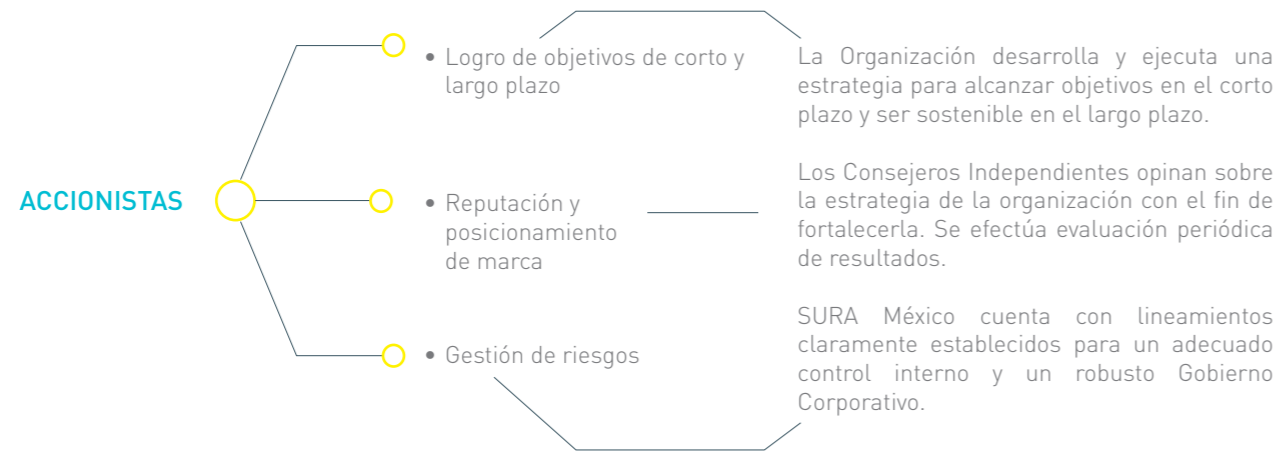 ACCIONISTAS
• Logro de objetivos de corto y
largo plazo
La Organización desarrolla y ejecuta una
estrategia para alcanzar objetivos en el corto
plazo y ser sostenible en el largo plazo.
• Reputación y
posicionamiento
de marca
Los Consejeros Independientes opinan sobre
la estrategia de la organización con el fin de
fortalecerla. Se efectúa evaluación periódica
de resultados.
• Gestión de riesgos
SURA México cuenta con lineamientos
claramente establecidos para un adecuado
control interno y un robusto Gobierno
Corporativo.